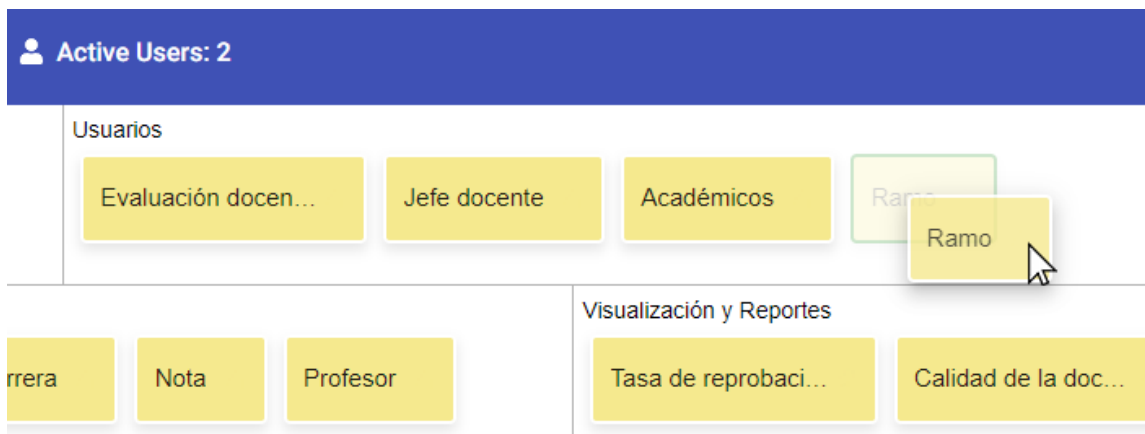 Active Users: 2
Usuarios
Evaluación docen...
Jefe docente
Académicos
Ramo
Ramo
Visualización y Reportes
rrera
Nota
Profesor
Tasa de reprobaci...
Calidad de la doc...